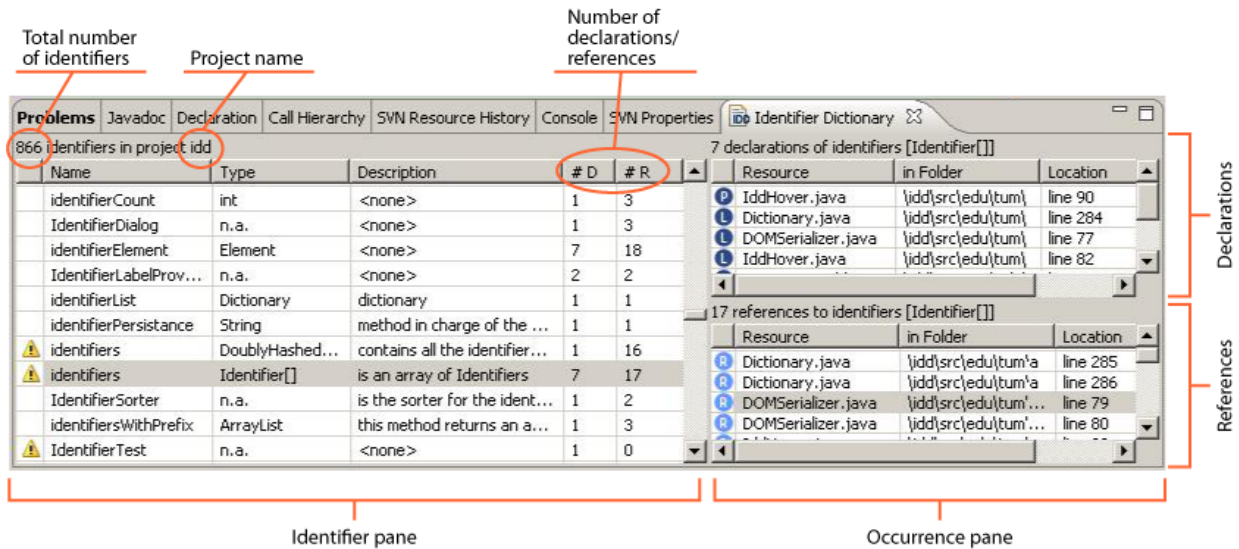 Total number
of identifiers
Project name
Number of
declarations/
references
Problems Javadoc Declaration Call Hierarchy SVN Resource History Console SVN Properties Identifier Dictionary
866 identifiers in project idd
Name Type Description # D # R
identifierCount int <none> 1 3
IdentifierDialog n.a. <none> 1 3
identifierElement Element <none> 7 18
IdentifierLabelProv... n.a. <none> 2 2
identifierList Dictionary dictionary 1 1
identifierPersistance String method in charge of the ... 1 1
identifiers DoublyHashed... contains all the identifier... 1 16
identifiers Identifier[] is an array of Identifiers 7 17
IdentifierSorter n.a. is the sorter for the ident... 1 2
identifiersWithPrefix ArrayList this method returns an a... 1 3
IdentifierTest n.a. <none> 1 0
7 declarations of identifiers [Identifier[]]
Resource in Folder Location
P IddHover.java \idd\src\edu\tum\ line 90
L Dictionary.java \idd\src\edu\tum\ line 284
L DOMSerializer.java \idd\src\edu\tum\ line 77
L IddHover.java \idd\src\edu\tum\ line 82
17 references to identifiers [Identifier[]]
Resource in Folder Location
R Dictionary.java \idd\src\edu\tum\a line 285
R Dictionary.java \idd\src\edu\tum\a line 286
R DOMSerializer.java \idd\src\edu\tum'... line 79
R DOMSerializer.java \idd\src\edu\tum'... line 80
Declarations
References
Identifier pane
Occurrence pane